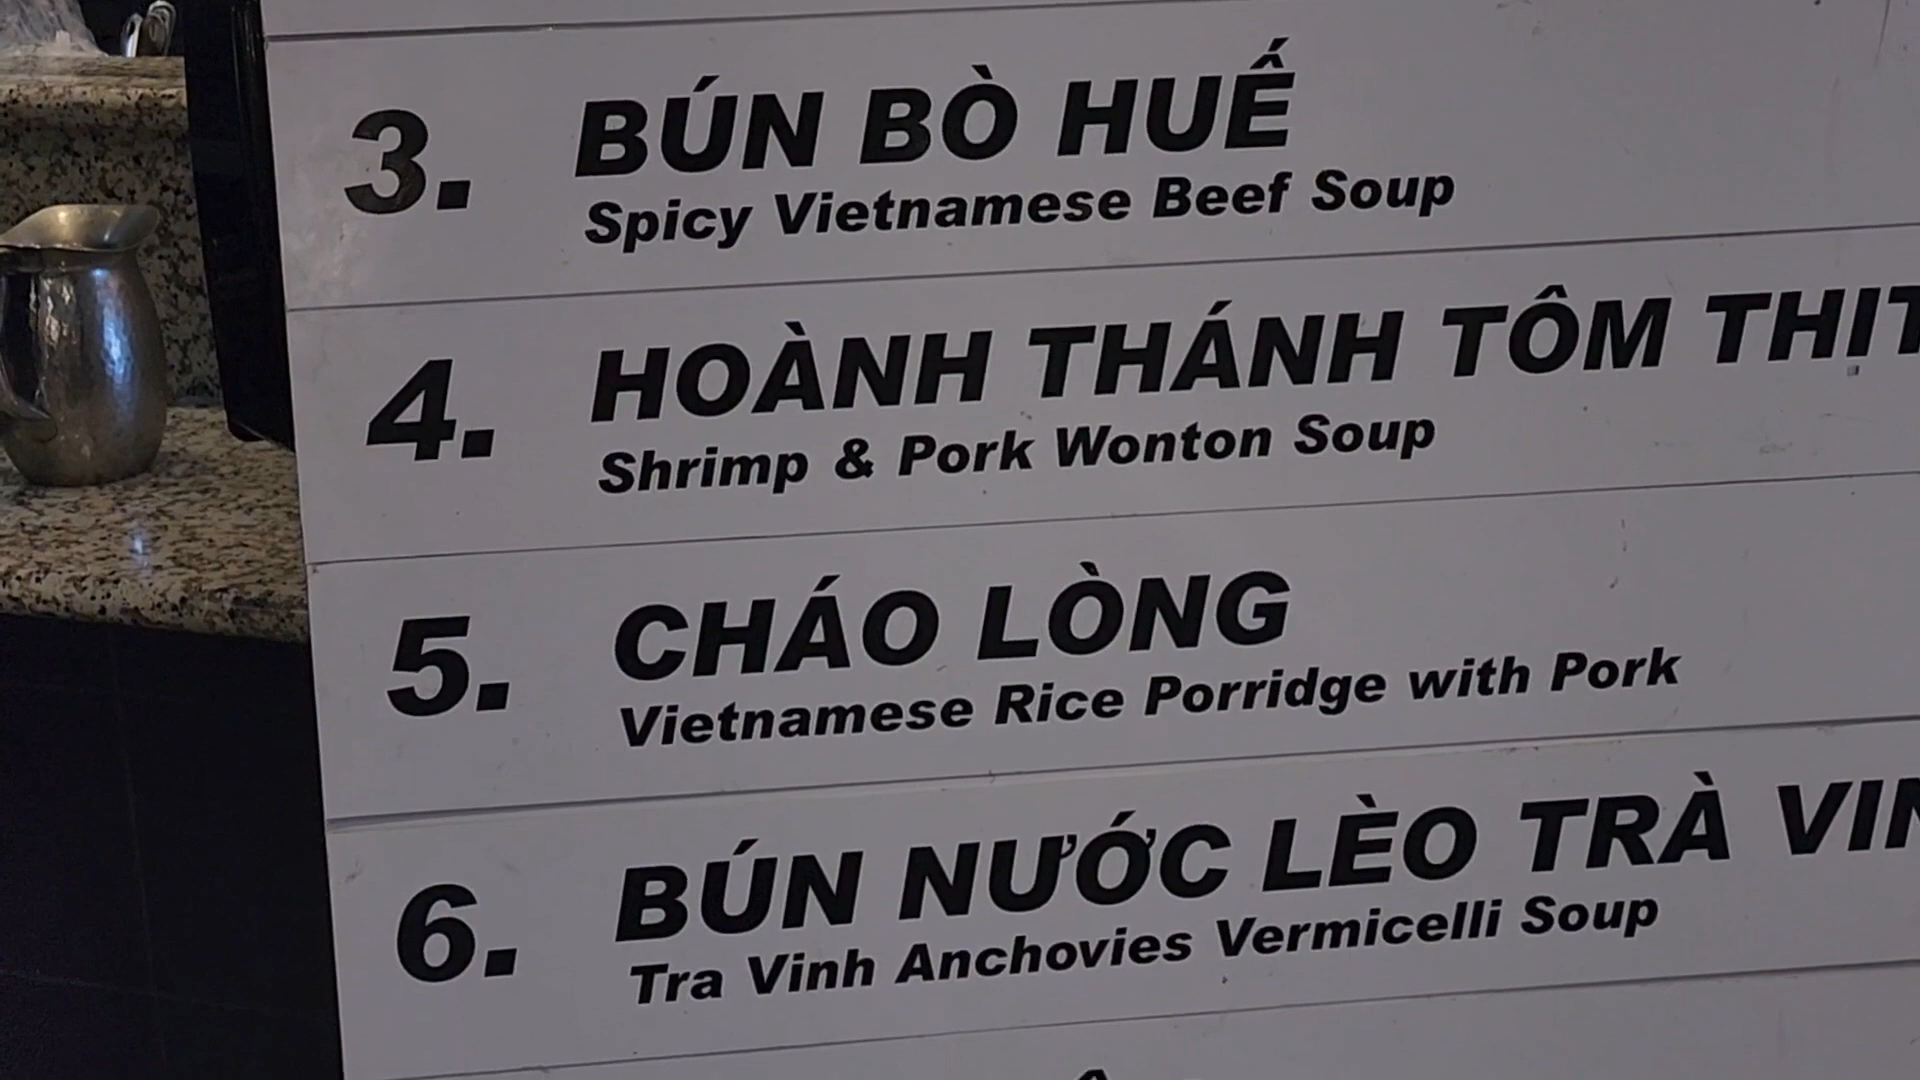 3. BÚN BÒ HUẾ
Spicy Vietnamese Beef Soup
4. HOÀNH THÁNH TÔM THỊT
Shrimp & Pork Wonton Soup
5. CHÁO LÒNG
Vietnamese Rice Porridge with Pork
6. BÚN NƯỚC LÈO TRÀ
Tra Vinh Anchovies Vermicelli Soup